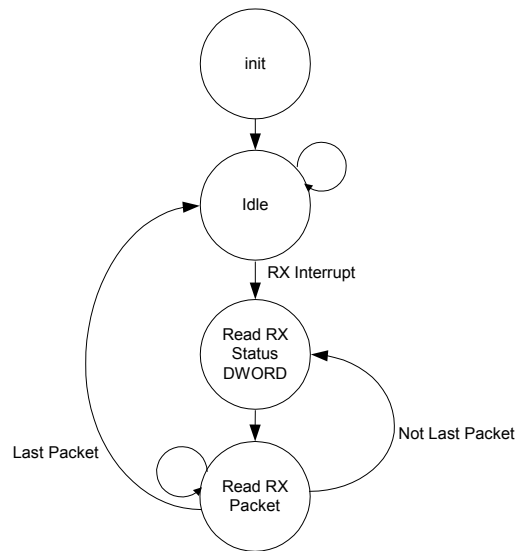 init
Idle
RX Interrupt
Read RX
Status
DWORD
Not Last Packet
Last Packet
Read RX
Packet